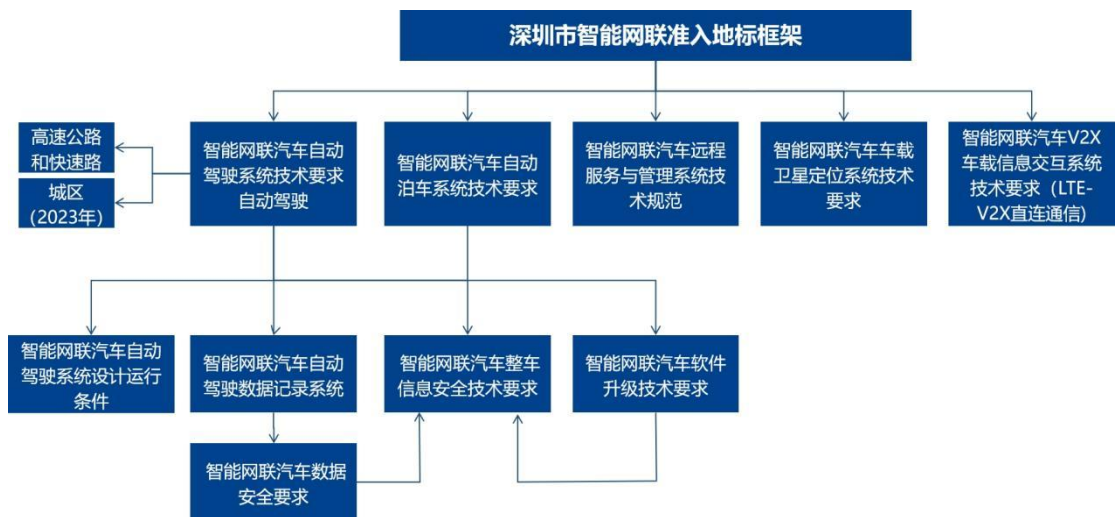 深圳市智能网联准入地标框架
高速公路
和快速路
城区
(2023年)
智能网联汽车自动
驾驶系统技术要求
自动驾驶
智能网联汽车自动
泊车系统技术要求
智能网联汽车远程
服务与管理系统技
术规范
智能网联汽车车载
卫星定位系统技术
要求
智能网联汽车V2X
车载信息交互系统
技术要求（LTE-
V2X直连通信)
智能网联汽车自动
驾驶系统设计运行
条件
智能网联汽车自动
驾驶数据记录系统
智能网联汽车整车
信息安全技术要求
智能网联汽车软件
升级技术要求
智能网联汽车数据
安全要求